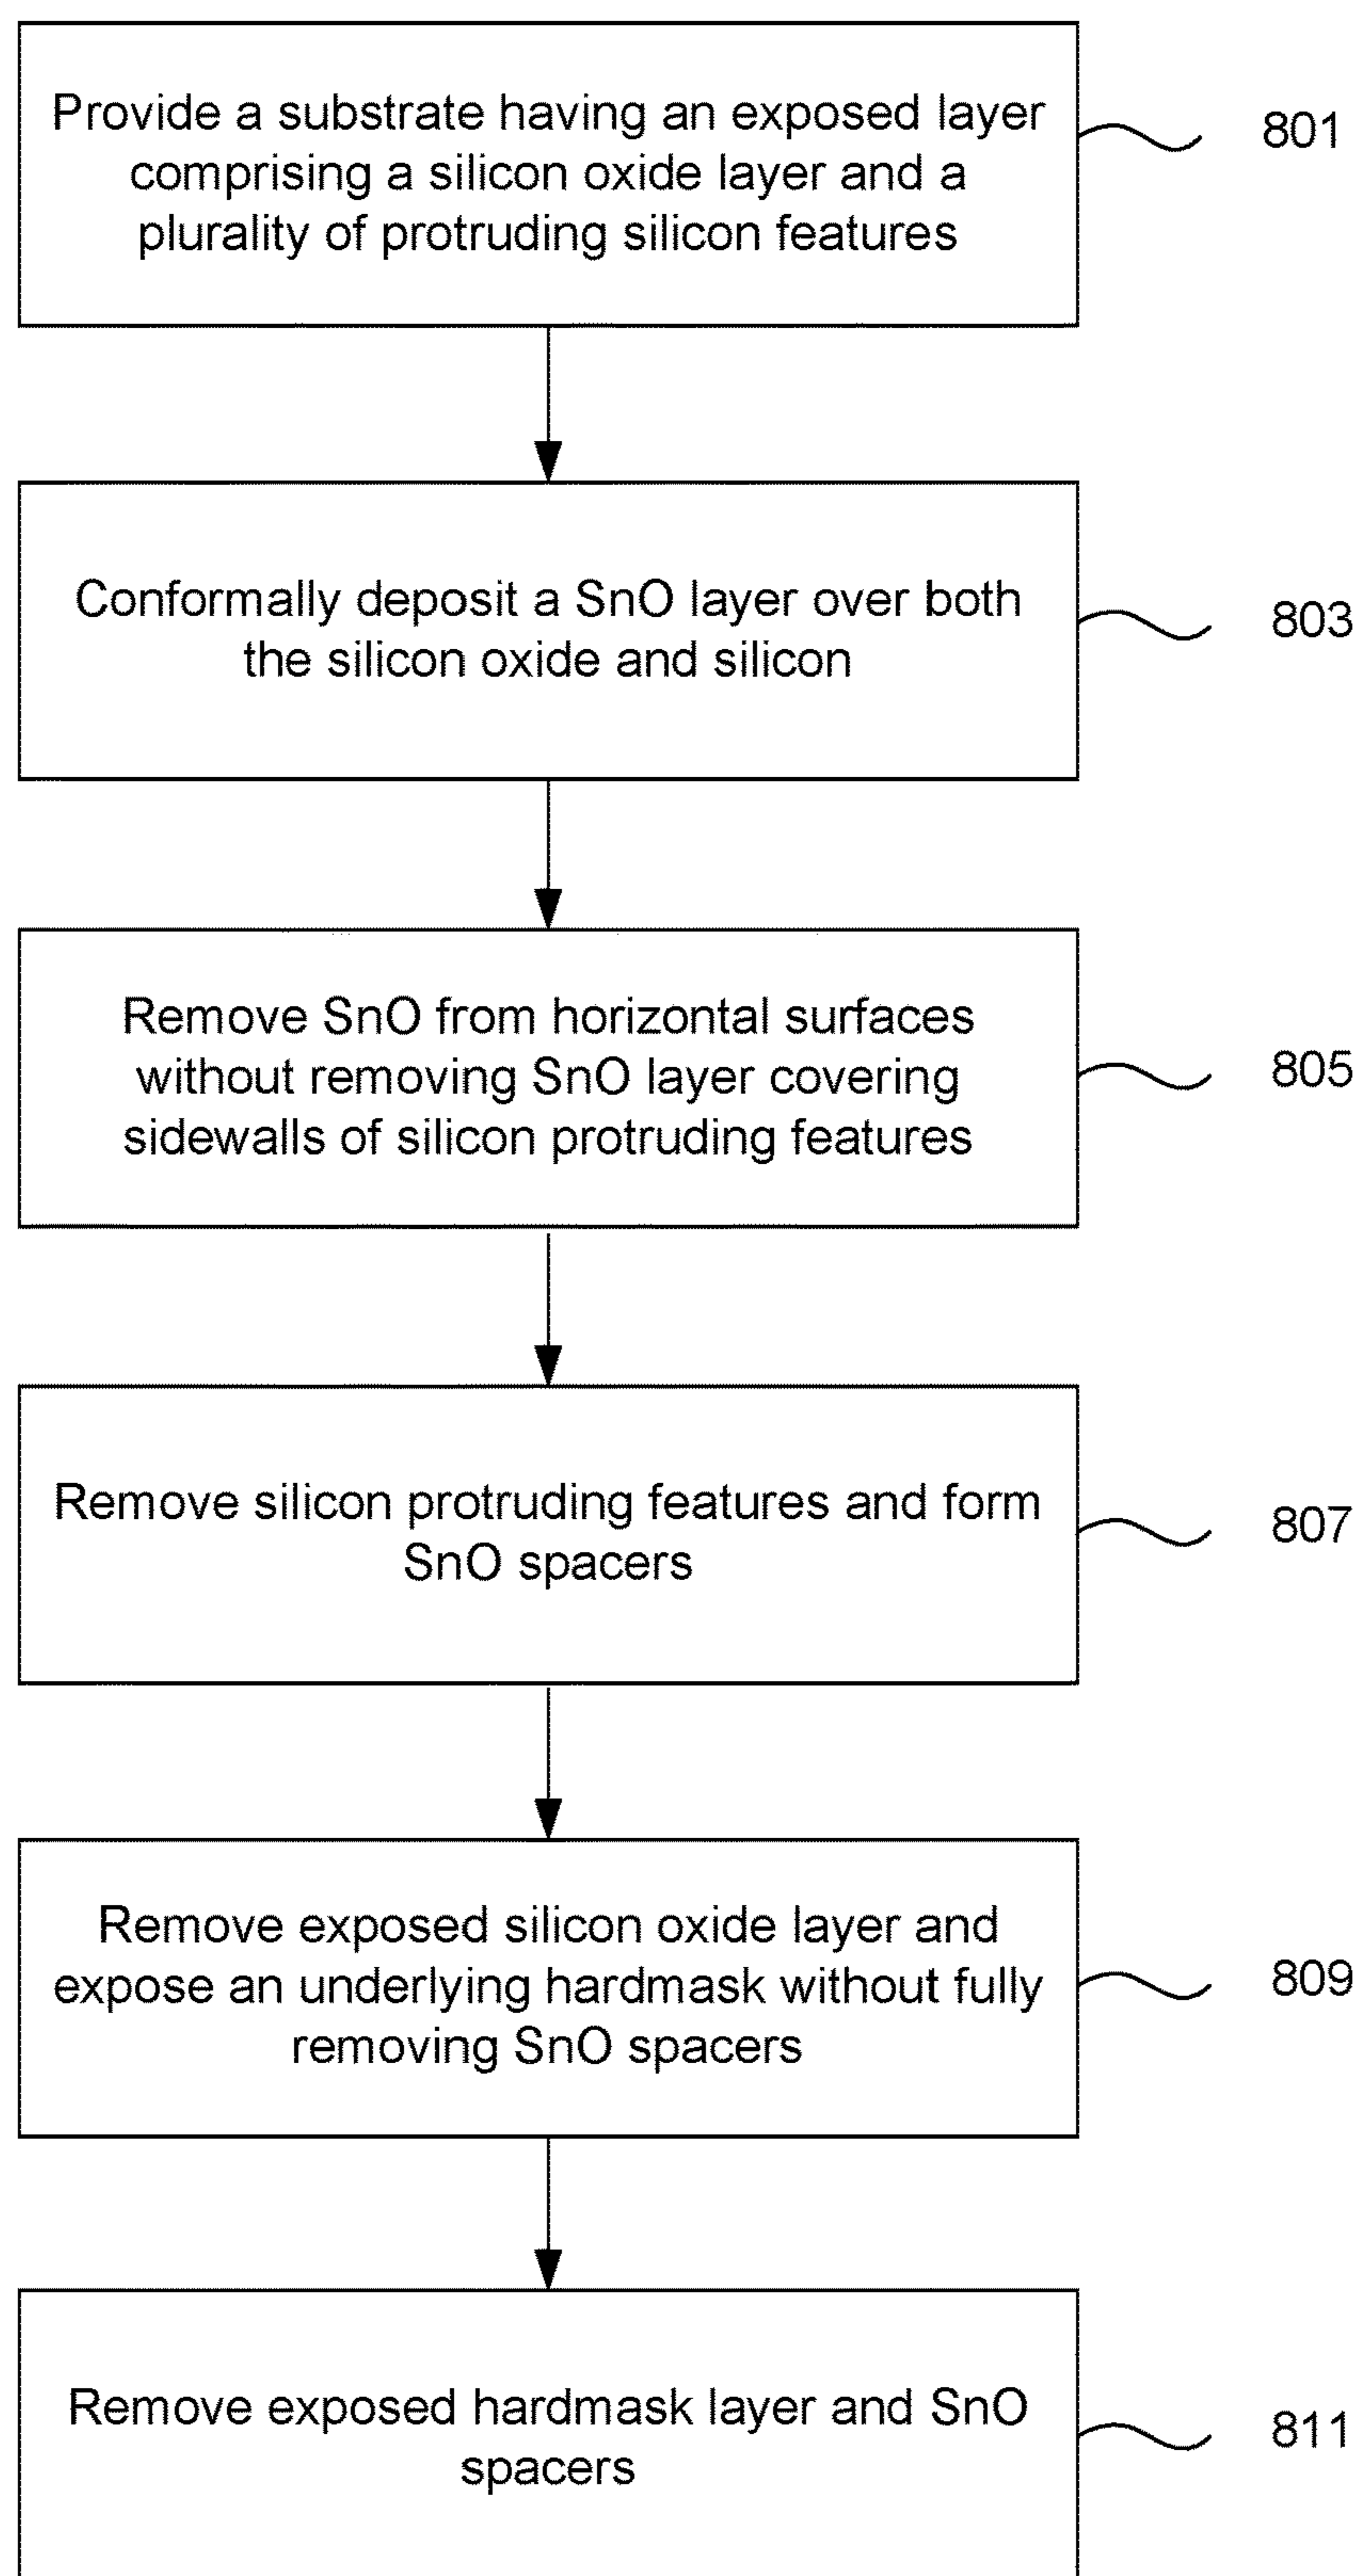 Provide a substrate having an exposed layer
comprising a silicon oxide layer and a
plurality of protruding silicon features
801
Conformally deposit a SnO layer over both
the silicon oxide and silicon
803
Remove SnO from horizontal surfaces
without removing SnO layer covering
sidewalls of silicon protruding features
805
Remove silicon protruding features and form
SnO spacers
807
Remove exposed silicon oxide layer and
expose an underlying hardmask without fully
removing SnO spacers
809
Remove exposed hardmask layer and SnO
spacers
811